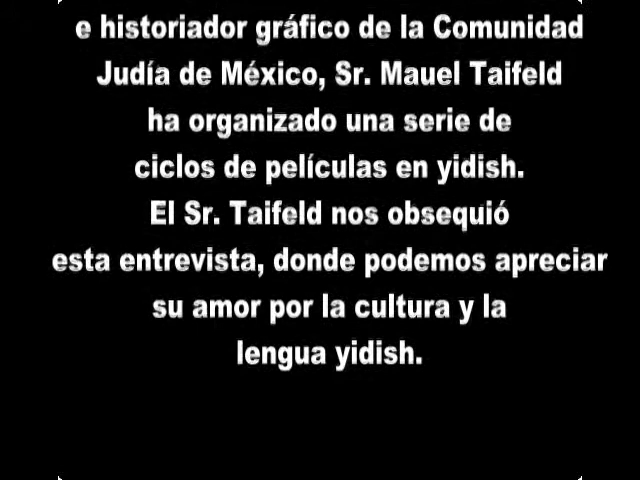 e historiador gráfico de la Comunidad
Judía de México, Sr. Mauel Taifeld
ha organizado una serie de
ciclos de películas en yidish.
El Sr. Taifeld nos obsequió
esta entrevista, donde podemos apreciar
su amor por la cultura y la
lengua yidish.